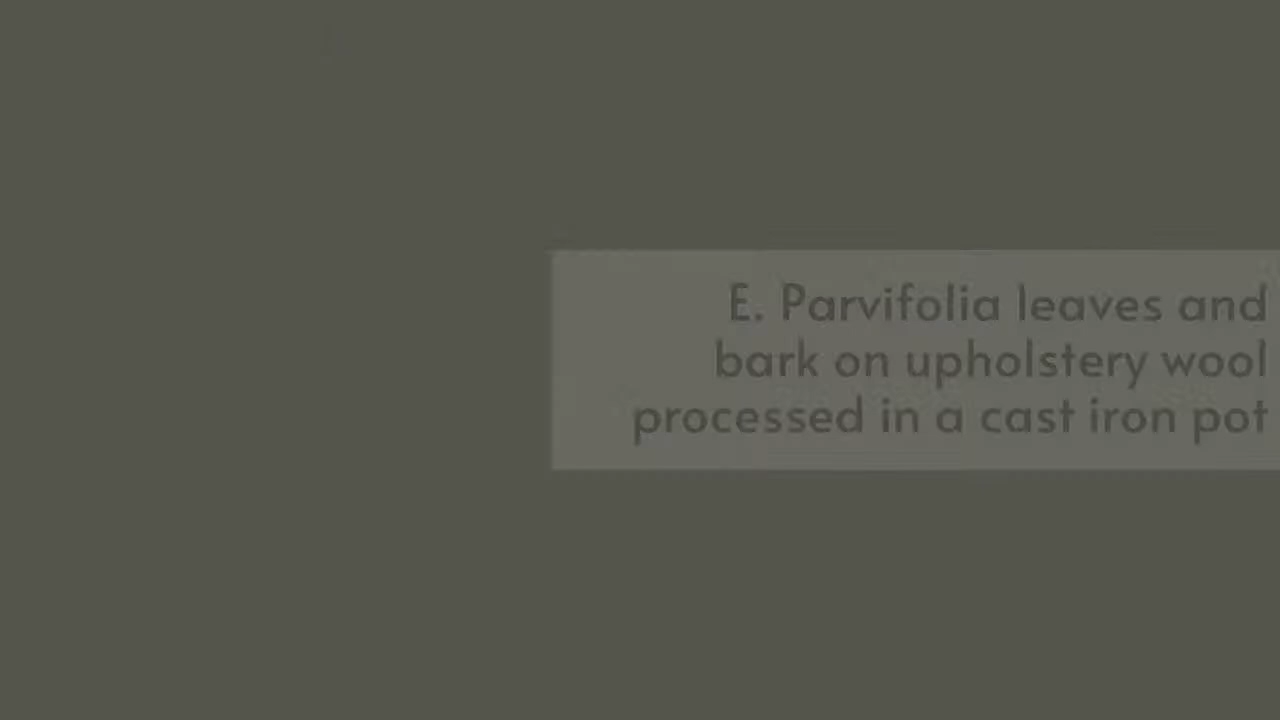 E. Parvifolia leaves and
bark on upholstery wool
processed in a cast iron pot